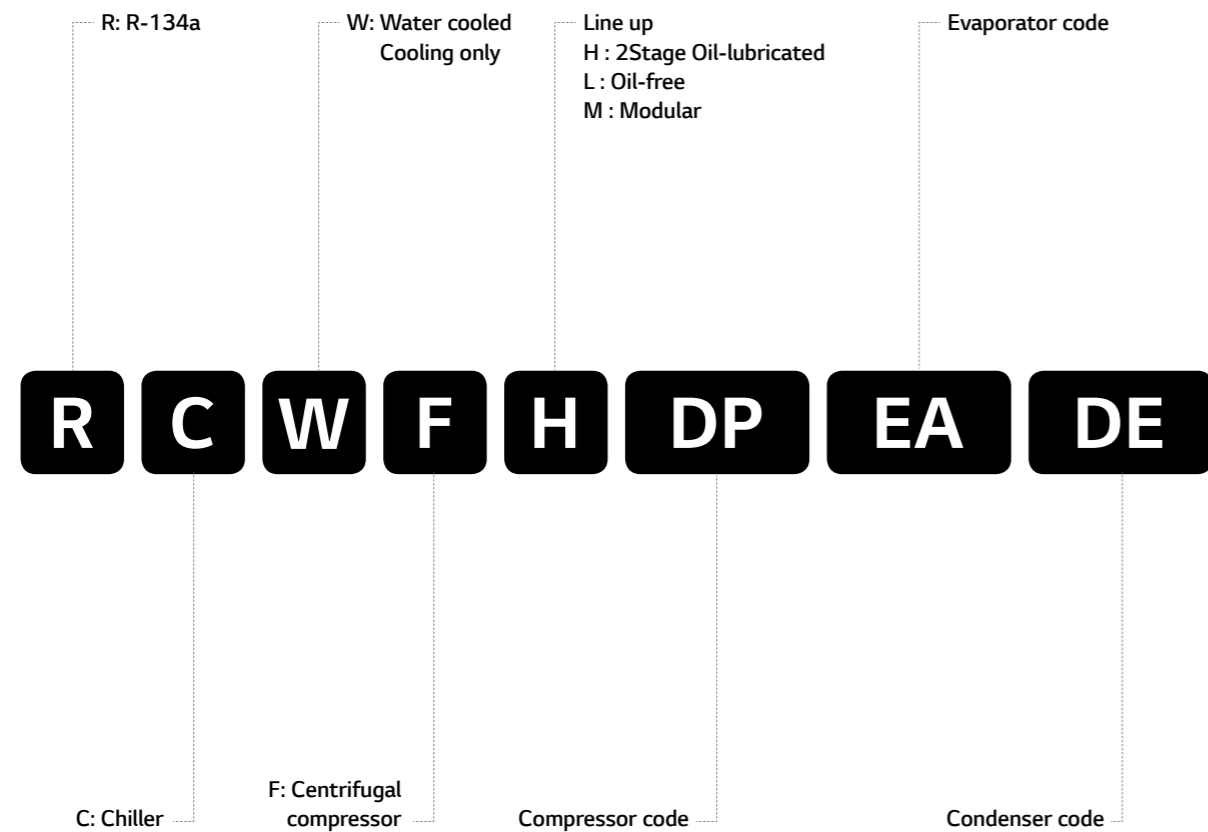 R: R-134a
W: Water cooled
Cooling only
Line up
H : 2Stage Oil-lubricated
L : Oil-free
M : Modular
Evaporator code
R C W F H DP EA DE
C: Chiller
F: Centrifugal
compressor
Compressor code
Condenser code